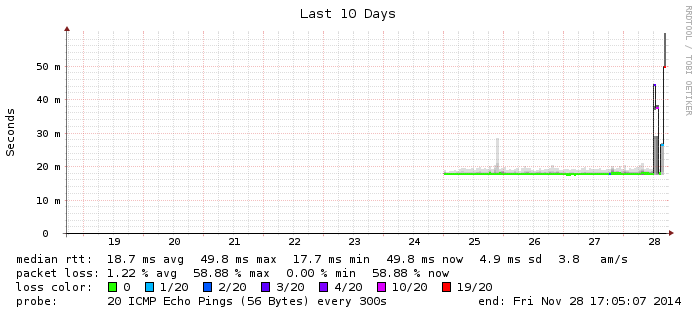 Last 10 Days
RRDTOOL / TOBI OETIKER
Seconds
50 m
40 m
30 m
20 m
10 m
0
19 20 21 22 23 24 25 26 27 28
median rtt: 18.7 ms avg 49.8 ms max 17.7 ms min 49.8 ms now 4.9 ms sd 3.8 am/s
packet loss: 1.22 % avg 58.88 % max 0.00 % min 58.88 % now
loss color: 0 1/20 2/20 3/20 4/20 10/20 19/20
probe: 20 ICMP Echo Pings (56 Bytes) every 300s end: Fri Nov 28 17:05:07 2014